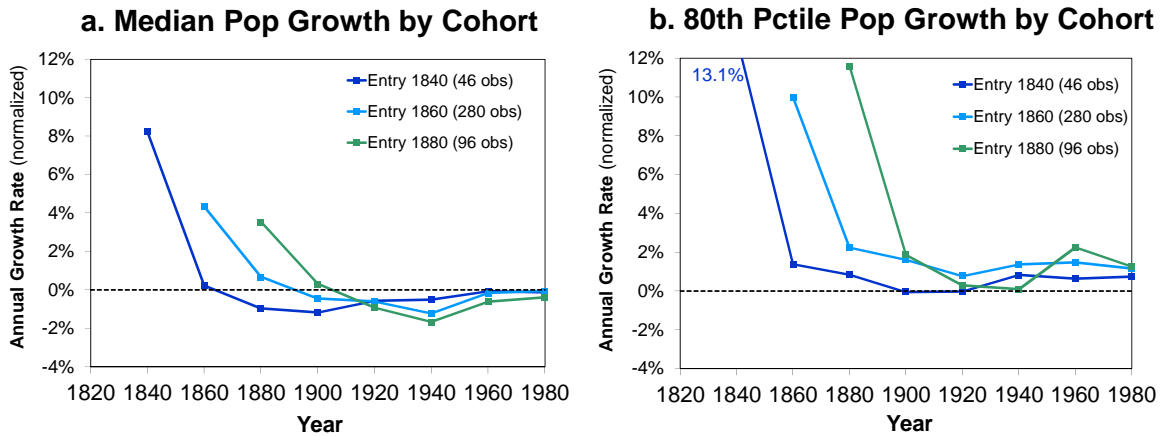 a. Median Pop Growth by Cohort
Annual Growth Rate (normalized)
12%
10%
8%
6%
4%
2%
0%
-2%
-4%
Entry 1840 (46 obs)
Entry 1860 (280 obs)
Entry 1880 (96 obs)
1820 1840 1860 1880 1900 1920 1940 1960 1980
Year
b. 80th Pctile Pop Growth by Cohort
Annual Growth Rate (normalized)
12%
10%
8%
6%
4%
2%
0%
-2%
-4%
13.1%
Entry 1840 (46 obs)
Entry 1860 (280 obs)
Entry 1880 (96 obs)
1820 1840 1860 1880 1900 1920 1940 1960 1980
Year